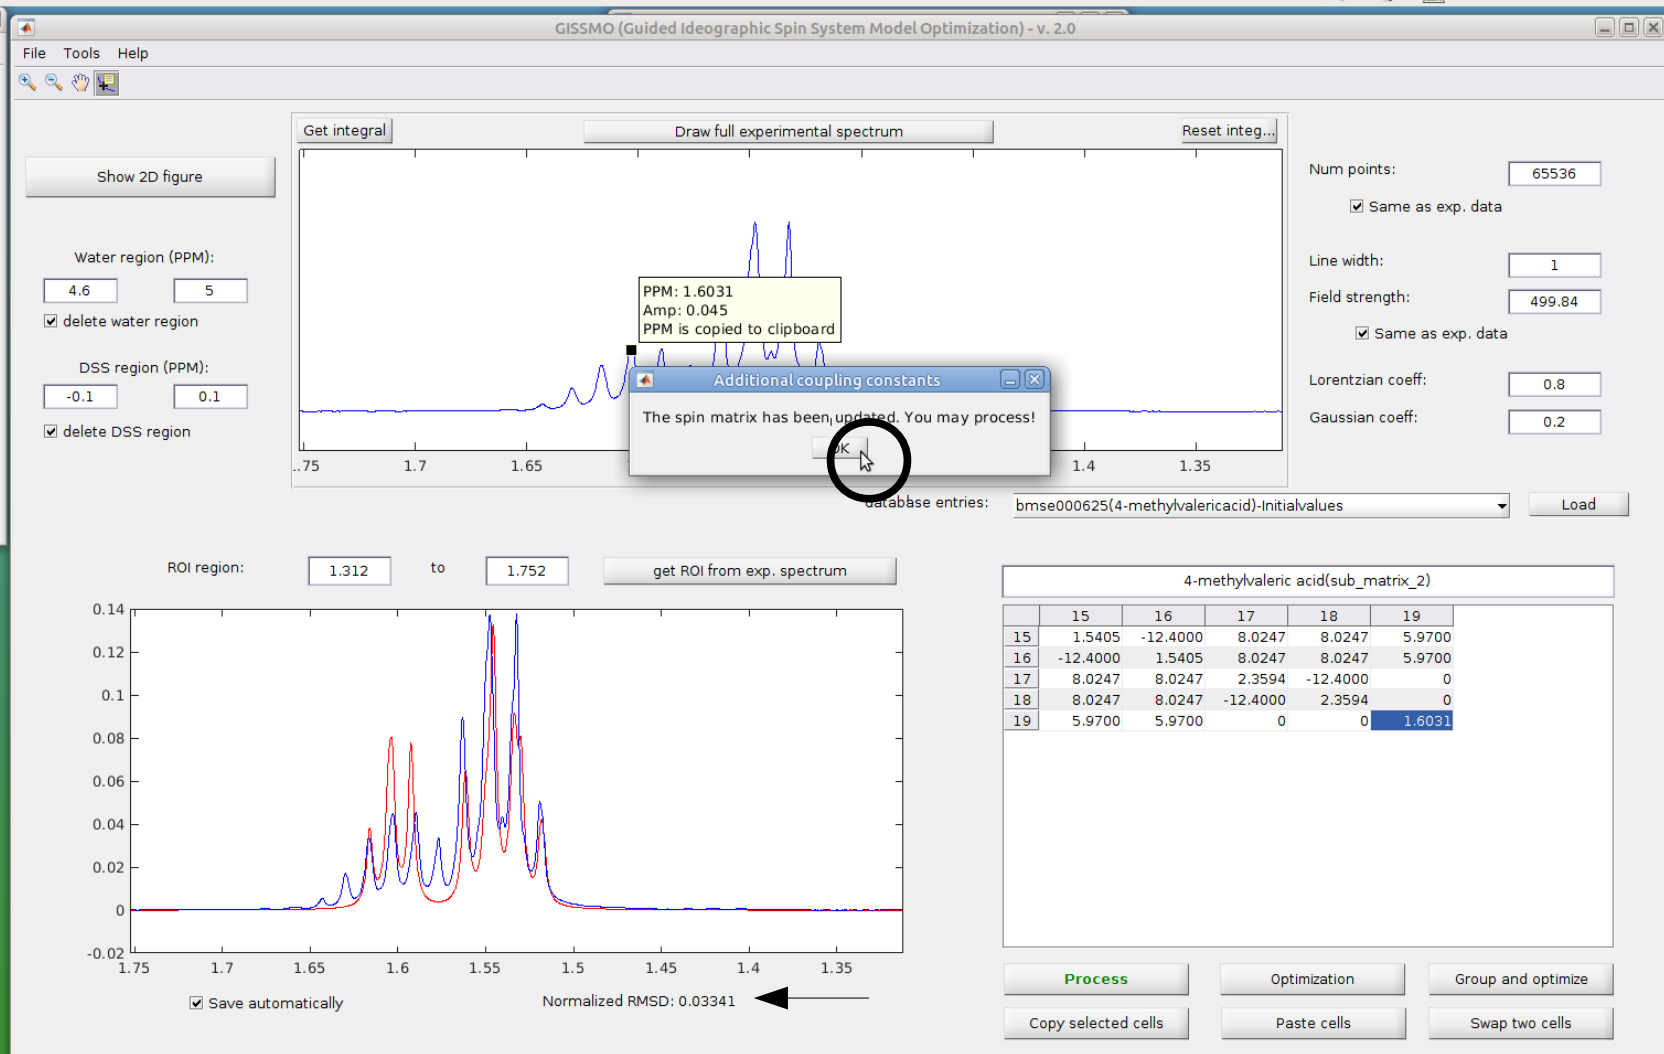 GISSMO (Guided Ideographic Spin System Model Optimization) - v. 2.0
File Tools Help
Get integral Draw full experimental spectrum Reset integ...
Show 2D figure
Num points: 65536
Same as exp. data
Water region (PPM):
4.6 5
delete water region
Line width: 1
Field strength: 499.84
Same as exp. data
PPM: 1.6031
Amp: 0.045
PPM is copied to clipboard
DSS region (PPM):
-0.1 0.1
delete DSS region
Lorentzian coeff: 0.8
Gaussian coeff: 0.2
Additional coupling constants
The spin matrix has been updated. You may process!
OK
..75 1.7 1.65 1.4 1.35
database entries: bmse000625(4-methylvalericacid)-Initialvalues Load
ROI region: 1.312 to 1.752 get ROI from exp. spectrum
4-methylvaleric acid(sub_matrix_2)
15 16 17 18 19
15 1.5405 -12.4000 8.0247 8.0247 5.9700
16 -12.4000 1.5405 8.0247 8.0247 5.9700
17 8.0247 8.0247 2.3594 -12.4000 0
18 8.0247 8.0247 -12.4000 2.3594 0
19 5.9700 5.9700 0 0 1.6031
0.14
0.12
0.1
0.08
0.06
0.04
0.02
0
-0.02
1.75 1.7 1.65 1.6 1.55 1.5 1.45 1.4 1.35
Save automatically Normalized RMSD: 0.03341
Process Optimization Group and optimize
Copy selected cells Paste cells Swap two cells